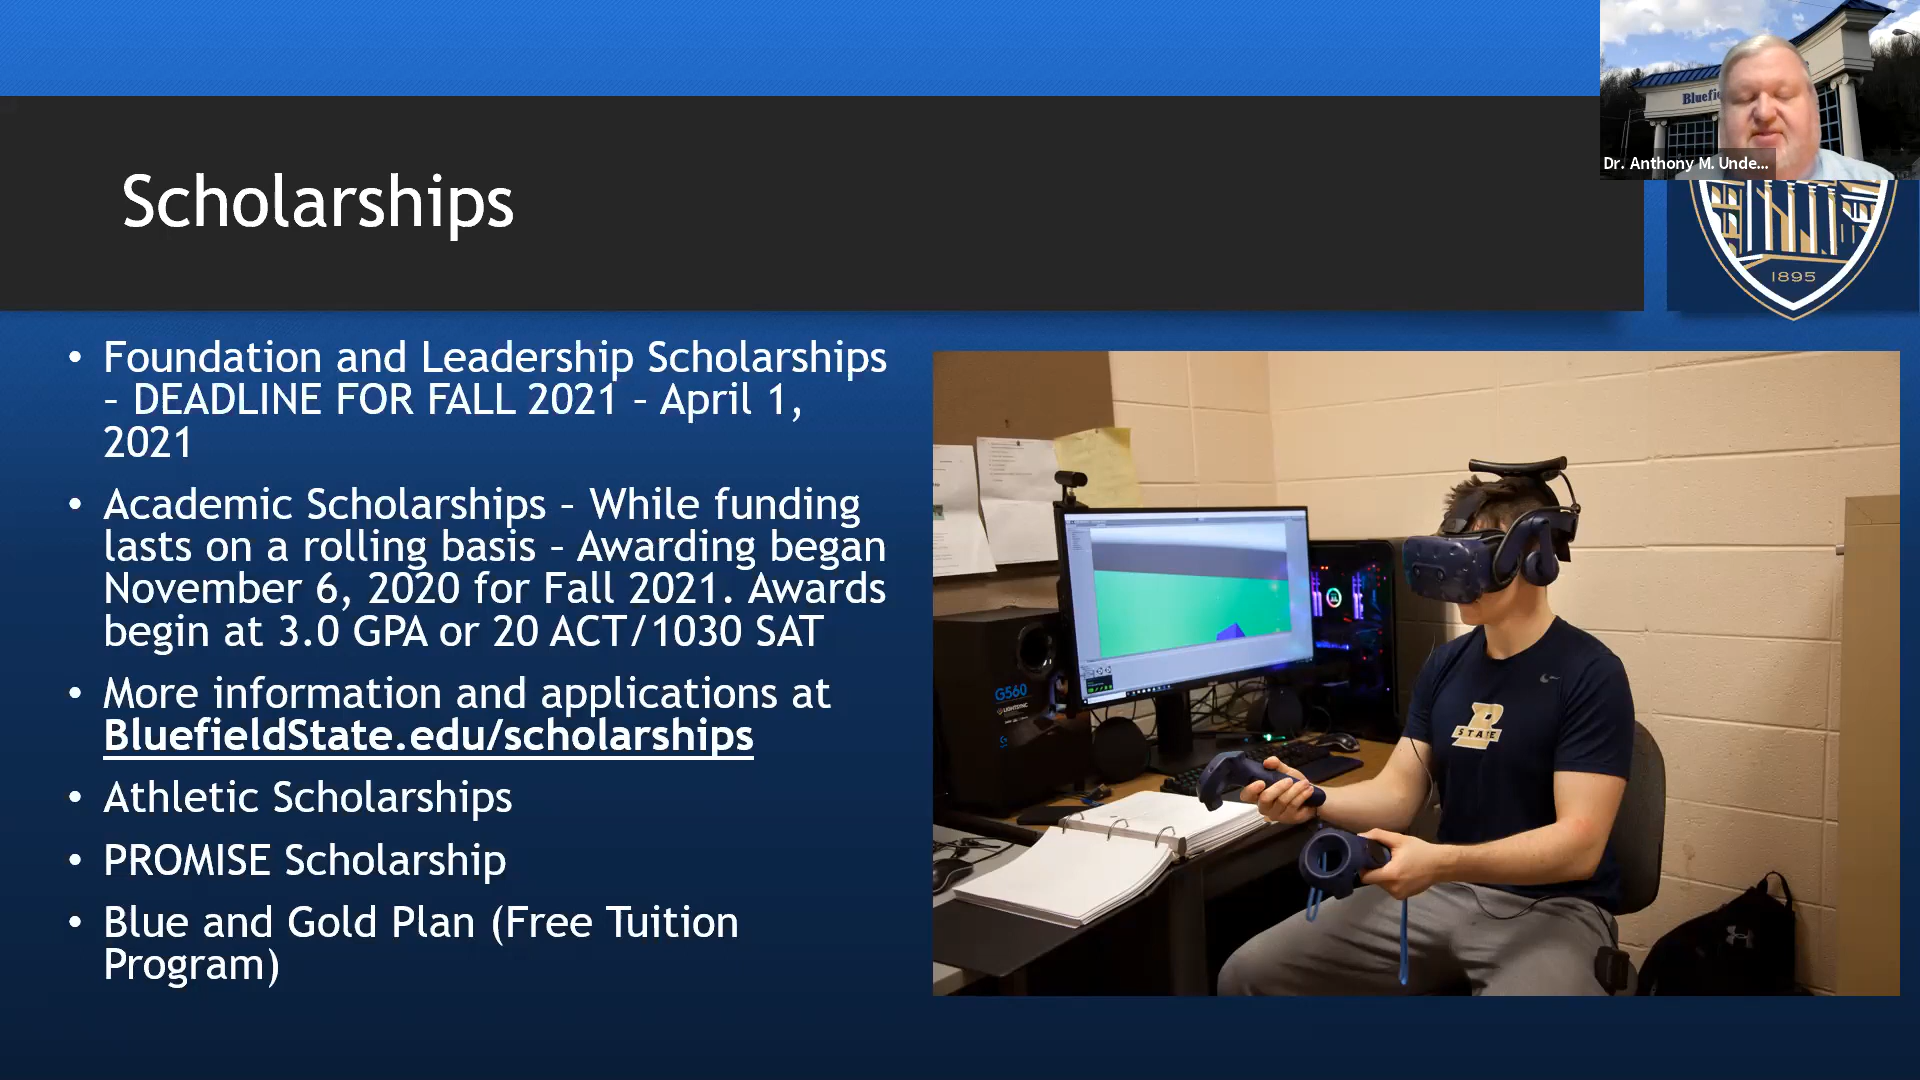 Bluefie
Dr. Anthony M. Unde...
Scholarships
1895
• Foundation and Leadership Scholarships
– DEADLINE FOR FALL 2021 – April 1,
2021
• Academic Scholarships – While funding
lasts on a rolling basis – Awarding began
November 6, 2020 for Fall 2021. Awards
begin at 3.0 GPA or 20 ACT/1030 SAT
• More information and applications at
BluefieldState.edu/scholarships
• Athletic Scholarships
• PROMISE Scholarship
• Blue and Gold Plan (Free Tuition
Program)
G560
LIGHTSYNC
STATE